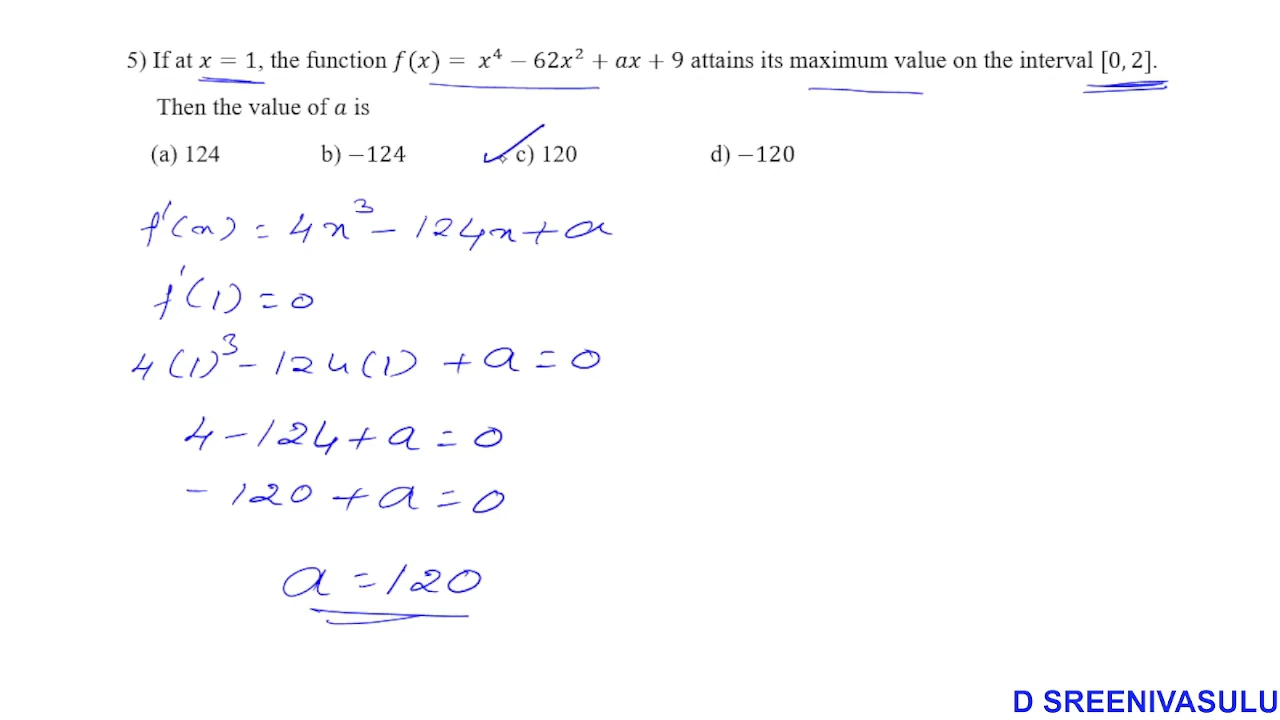 5) If at x = 1, the function f(x) = x⁴ − 62x² + ax + 9 attains its maximum value on the interval [0, 2].
Then the value of a is
(a) 124 b) −124 c) 120 d) −120
f'(x) = 4x³ − 124x + a
f'(1) = 0
4(1)³ − 124(1) + a = 0
4 − 124 + a = 0
− 120 + a = 0
a = 120
D SREENIVASULU